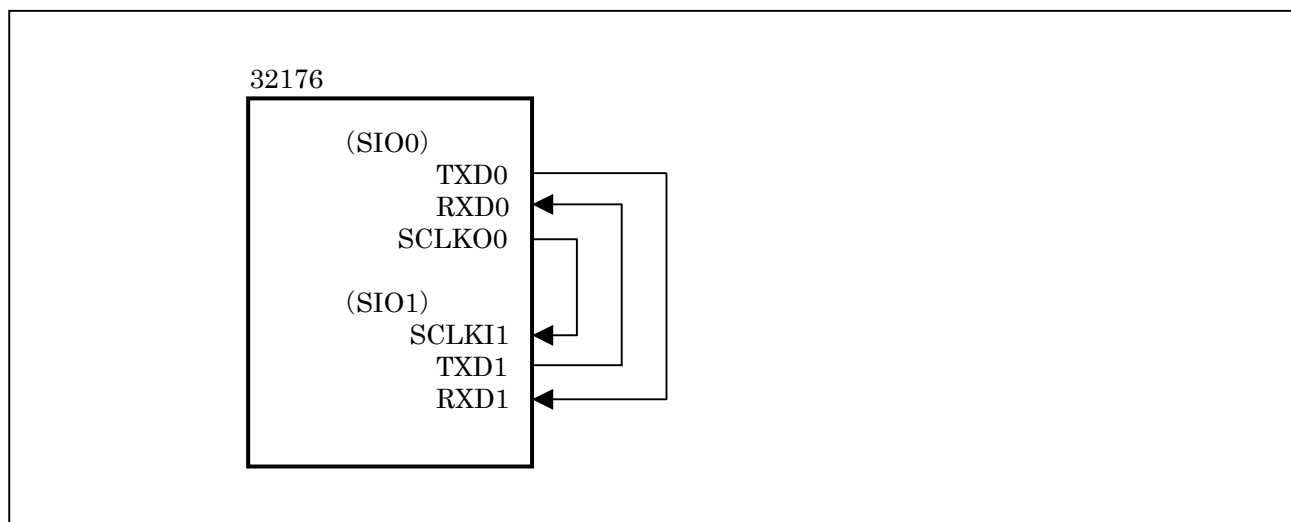 32176
(SIO0)
TXD0
RXD0
SCLKO0
(SIO1)
SCLKI1
TXD1
RXD1